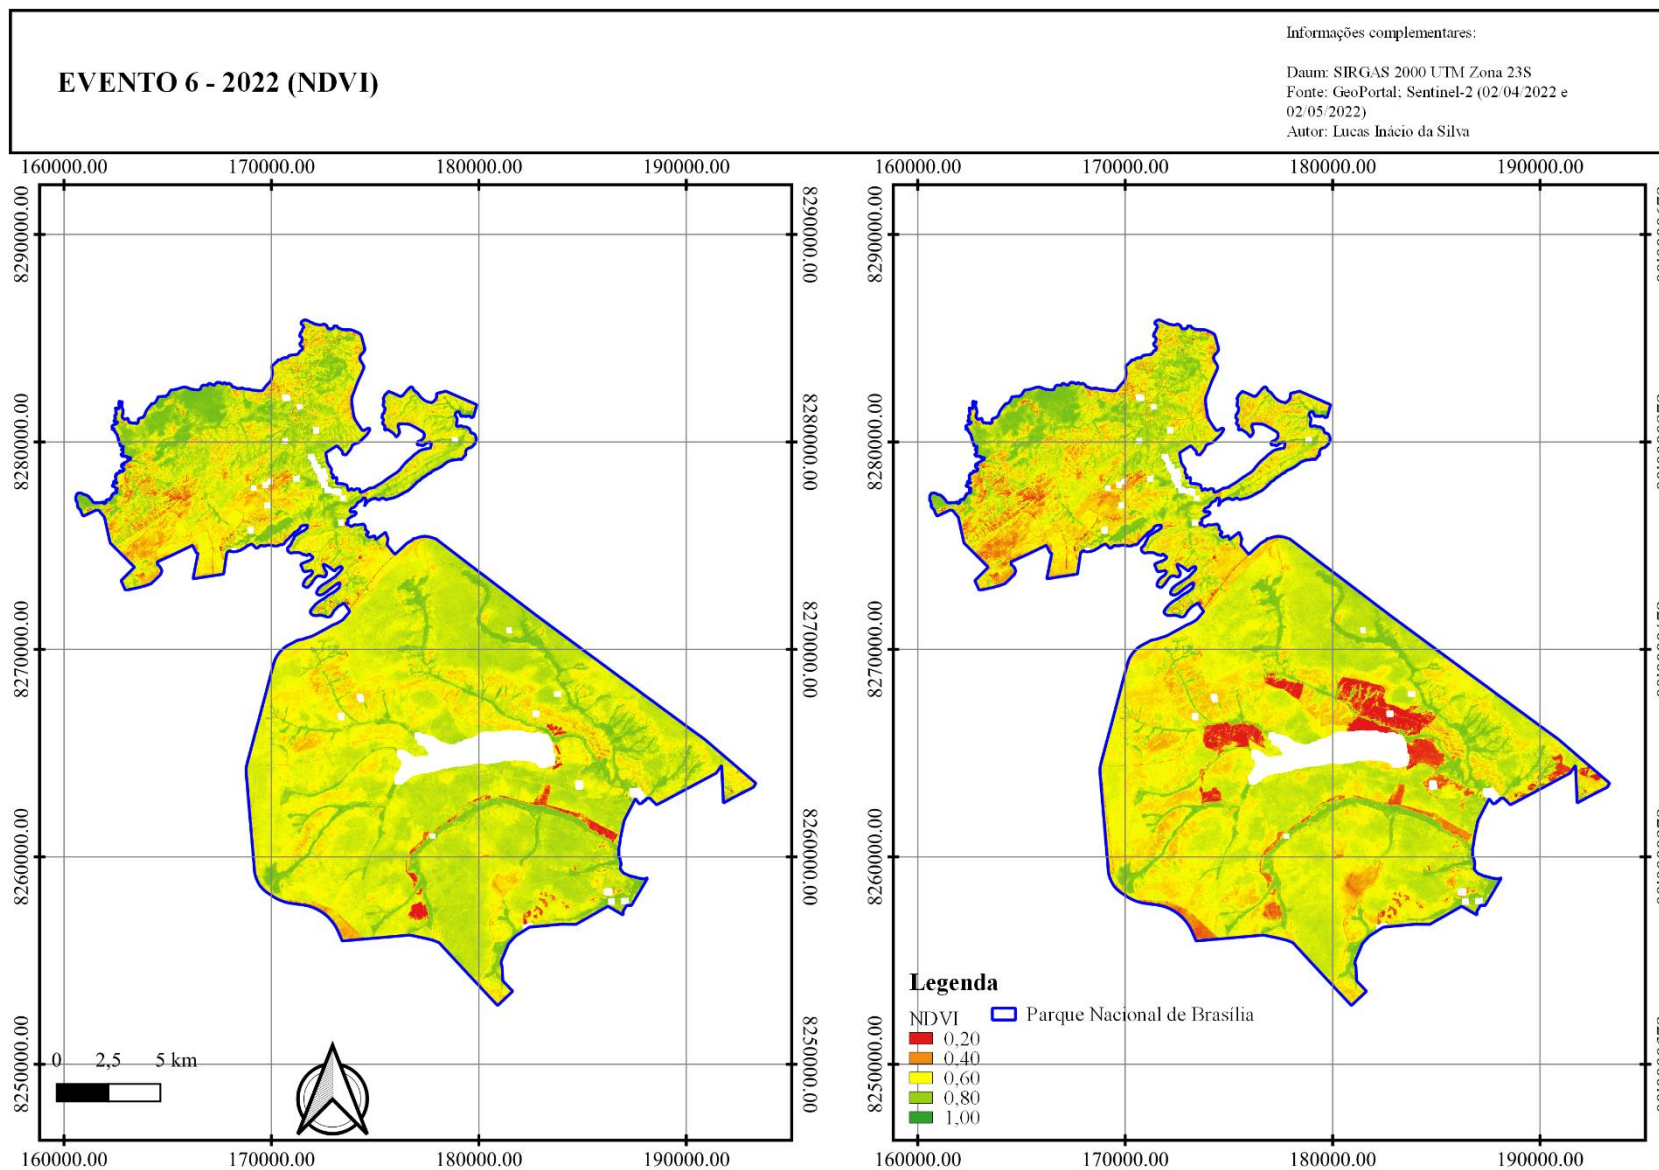 EVENTO 6 - 2022 (NDVI)
Informações complementares:
Daum: SIRGAS 2000 UTM Zona 23S
Fonte: GeoPortal; Sentinel-2 (02/04/2022 e
02/05/2022)
Autor: Lucas Inácio da Silva
160000.00 170000.00 180000.00 190000.00
160000.00 170000.00 180000.00 190000.00
8290000.00
8280000.00
8270000.00
8260000.00
8250000.00
8290000.00
8280000.00
8270000.00
8260000.00
8250000.00
8290000.00
8280000.00
8270000.00
8260000.00
8250000.00
0 2,5 5 km
Legenda
NDVI
Parque Nacional de Brasília
0,20
0,40
0,60
0,80
1,00
160000.00 170000.00 180000.00 190000.00
160000.00 170000.00 180000.00 190000.00